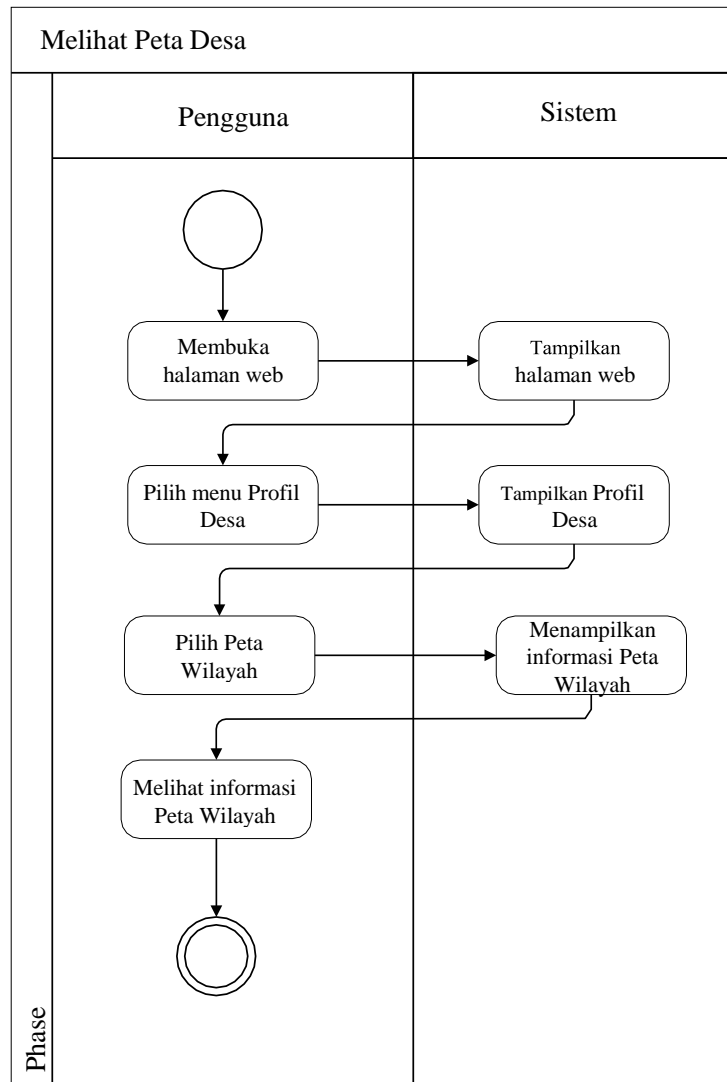 Melihat Peta Desa
Pengguna
Sistem
Membuka
halaman web
Tampilkan
halaman web
Pilih menu Profil
Desa
Tampilkan Profil
Desa
Pilih Peta
Wilayah
Menampilkan
informasi Peta
Wilayah
Melihat informasi
Peta Wilayah
Phase